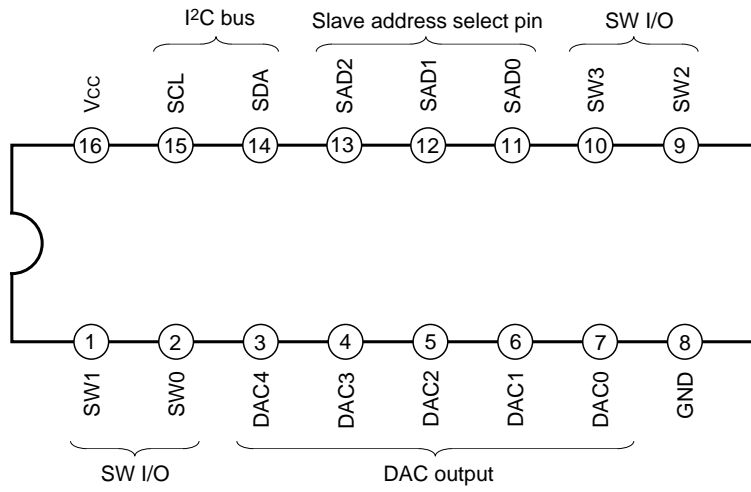 I²C bus
Slave address select pin
SW I/O
Vcc
SCL
SDA
SAD2
SAD1
SAD0
SW3
SW2
16
15
14
13
12
11
10
9
1
2
3
4
5
6
7
8
SW1
SW0
DAC4
DAC3
DAC2
DAC1
DAC0
GND
SW I/O
DAC output